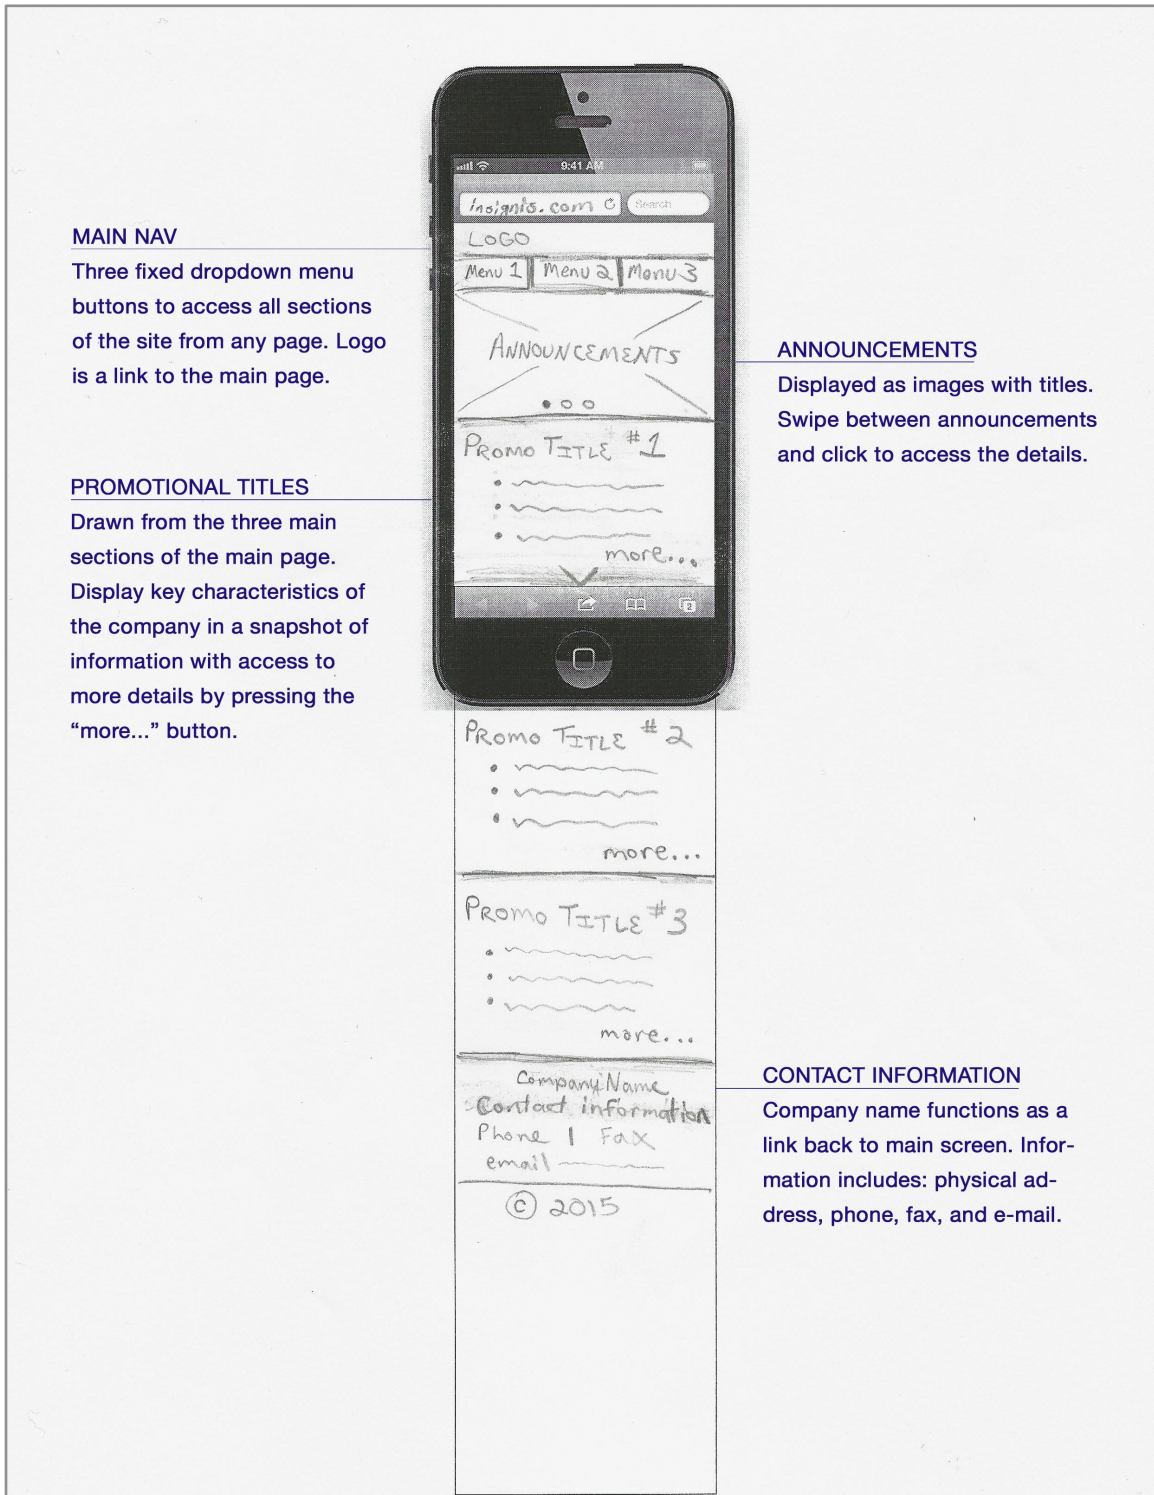 9:41 AM
insignis.com Search
LOGO
Menu 1 Menu 2 Menu 3
ANNOUNCEMENTS
PROMO TITLE #1
more...
2
PROMO TITLE #2
more...
PROMO TITLE #3
more...
Company Name
Contact information
Phone | Fax
email
© 2015
MAIN NAV
Three fixed dropdown menu
buttons to access all sections
of the site from any page. Logo
is a link to the main page.
PROMOTIONAL TITLES
Drawn from the three main
sections of the main page.
Display key characteristics of
the company in a snapshot of
information with access to
more details by pressing the
“more...” button.
ANNOUNCEMENTS
Displayed as images with titles.
Swipe between announcements
and click to access the details.
CONTACT INFORMATION
Company name functions as a
link back to main screen. Infor-
mation includes: physical ad-
dress, phone, fax, and e-mail.